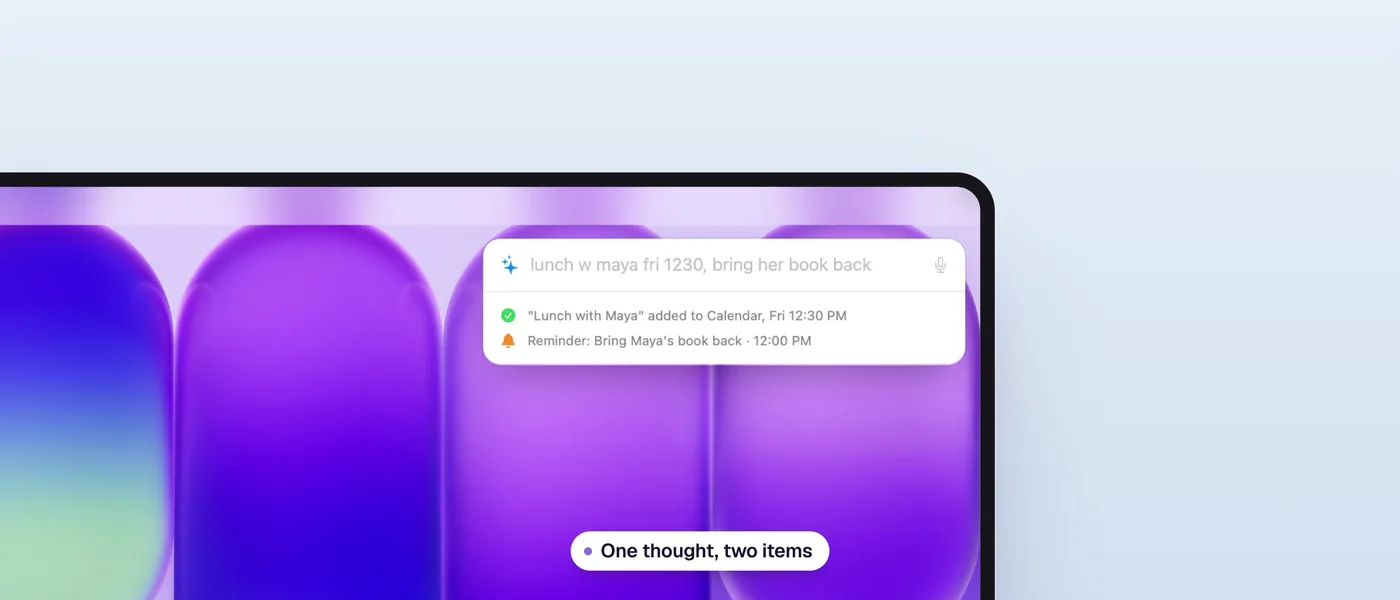 lunch w maya fri 1230, bring her book back
"Lunch with Maya" added to Calendar, Fri 12:30 PM
Reminder: Bring Maya's book back · 12:00 PM
One thought, two items